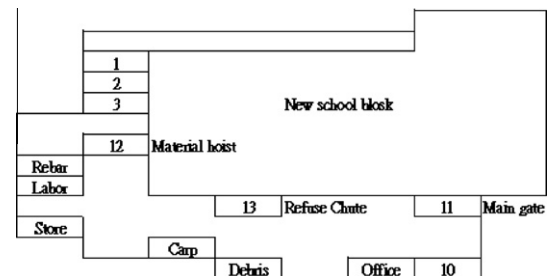 1
2
3 New school blosk
12 Material hoist
Rebar
Labor
13 Refuse Chute 11 Main gate
Store
Carp
Debris Office 10